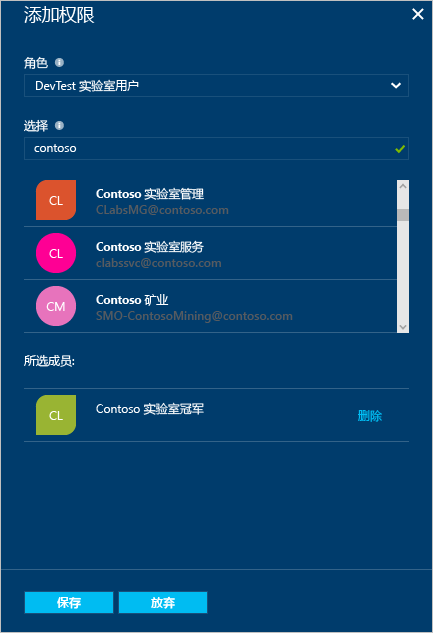 添加权限
角色
DevTest 实验室用户
选择
contoso
CL
Contoso 实验室管理
CLabsMG@contoso.com
CL
Contoso 实验室服务
clabssvc@contoso.com
CM
Contoso 矿业
SMO-ContosoMining@contoso.com
所选成员:
CL
Contoso 实验室冠军
删除
保存
放弃